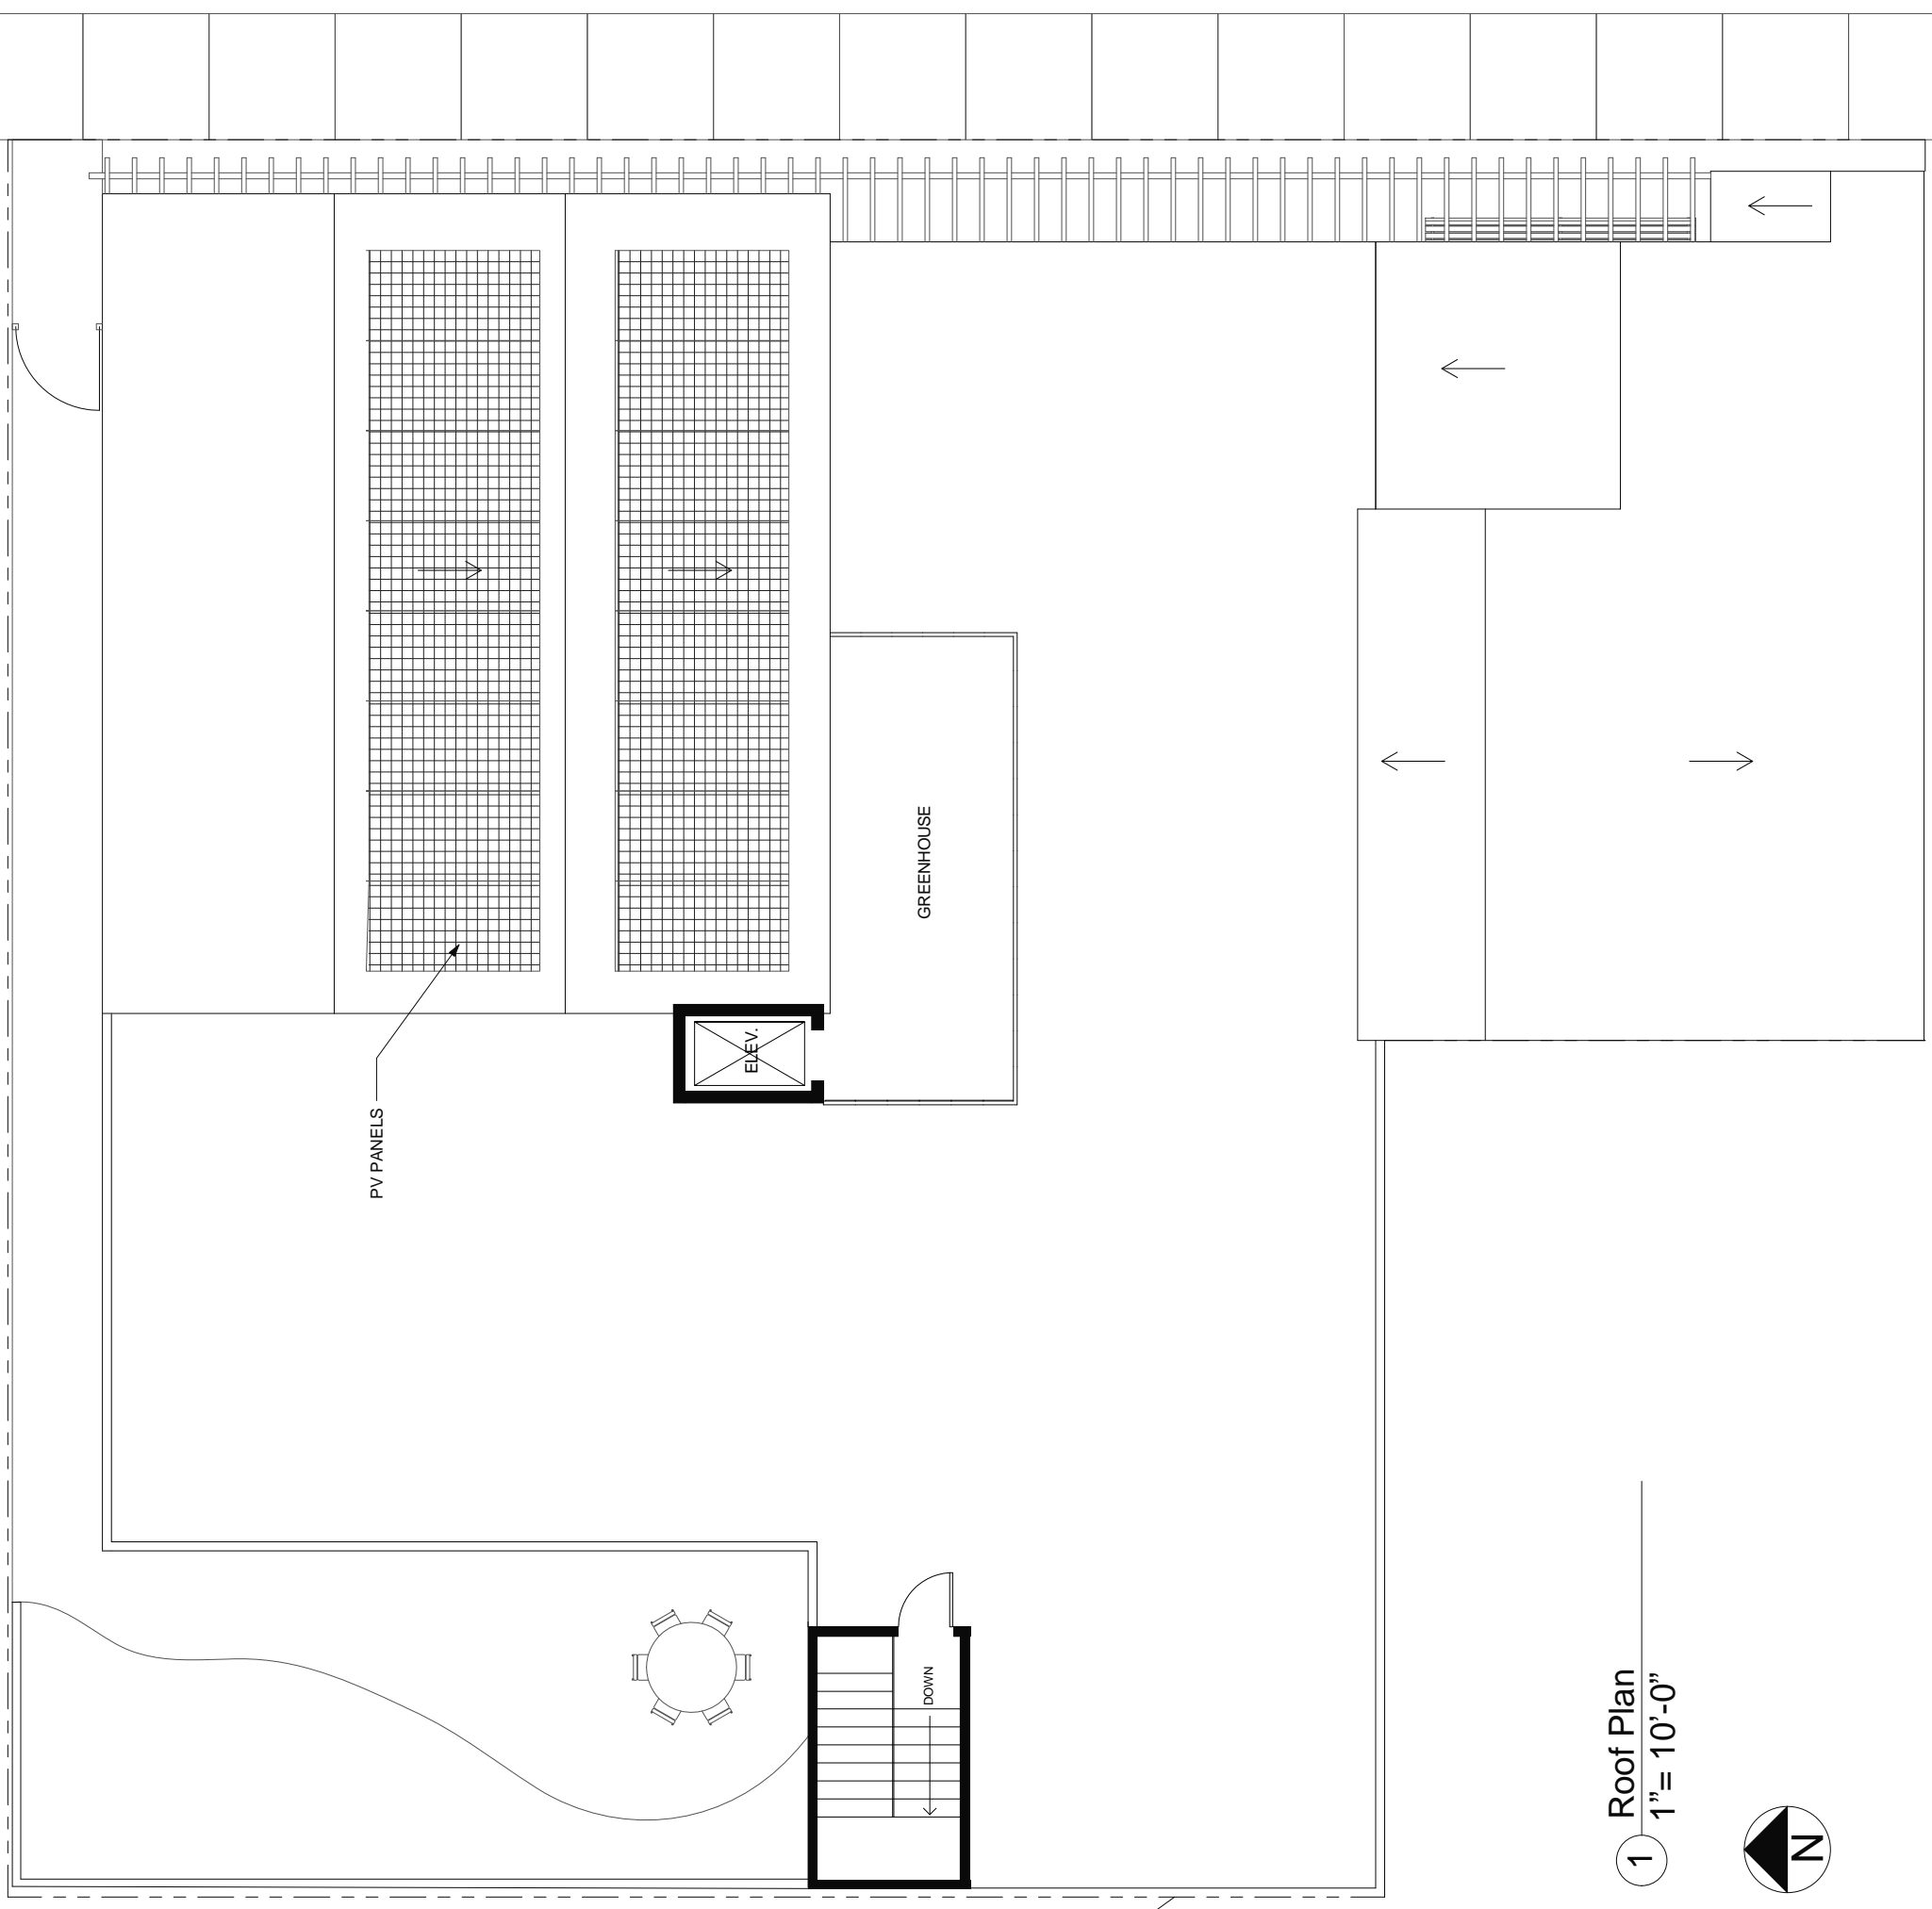 PV PANELS
ELEV.
GREENHOUSE
DOWN
1
Roof Plan
1”= 10’-0”
N